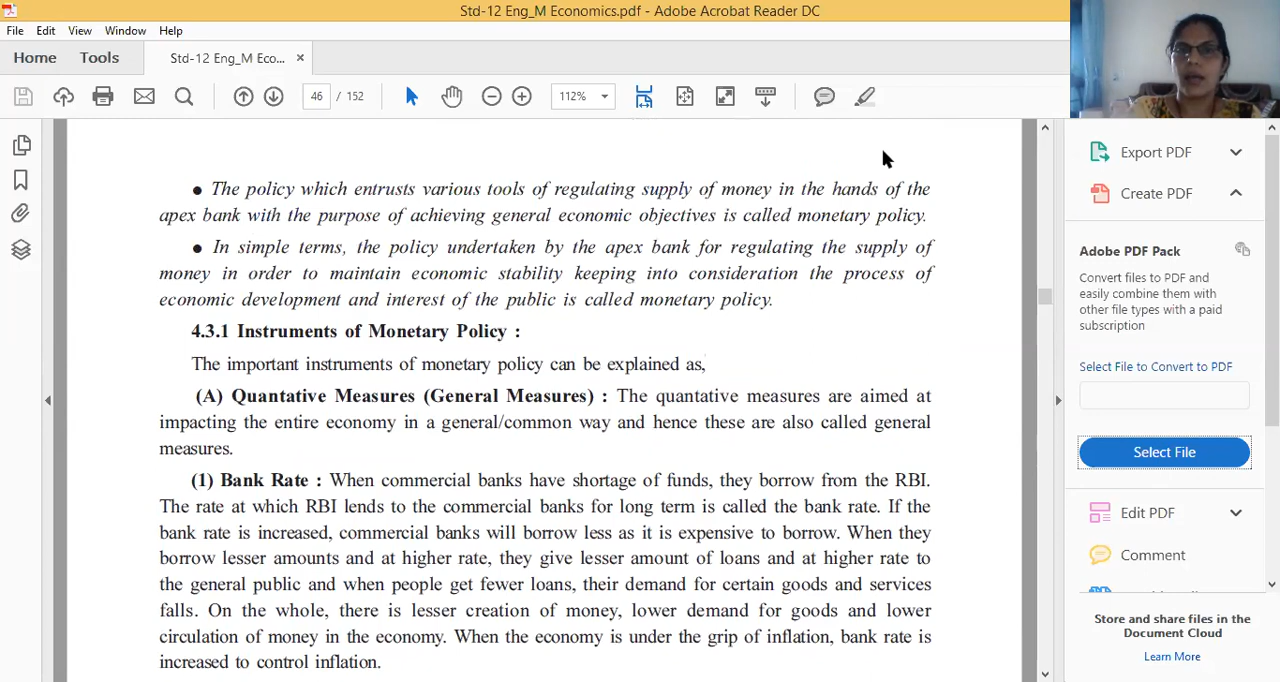 Std-12 Eng_M Economics.pdf - Adobe Acrobat Reader DC
File Edit View Window Help
Home Tools Std-12 Eng_M Eco... ×
46 / 152 112%
● The policy which entrusts various tools of regulating supply of money in the hands of the
apex bank with the purpose of achieving general economic objectives is called monetary policy.
● In simple terms, the policy undertaken by the apex bank for regulating the supply of
money in order to maintain economic stability keeping into consideration the process of
economic development and interest of the public is called monetary policy.
4.3.1 Instruments of Monetary Policy :
The important instruments of monetary policy can be explained as,
(A) Quantative Measures (General Measures) : The quantative measures are aimed at
impacting the entire economy in a general/common way and hence these are also called general
measures.
(1) Bank Rate : When commercial banks have shortage of funds, they borrow from the RBI.
The rate at which RBI lends to the commercial banks for long term is called the bank rate. If the
bank rate is increased, commercial banks will borrow less as it is expensive to borrow. When they
borrow lesser amounts and at higher rate, they give lesser amount of loans and at higher rate to
the general public and when people get fewer loans, their demand for certain goods and services
falls. On the whole, there is lesser creation of money, lower demand for goods and lower
circulation of money in the economy. When the economy is under the grip of inflation, bank rate is
increased to control inflation.
Export PDF
Create PDF
Adobe PDF Pack
Convert files to PDF and
easily combine them with
other file types with a paid
subscription
Select File to Convert to PDF
Select File
Edit PDF
Comment
Store and share files in the
Document Cloud
Learn More